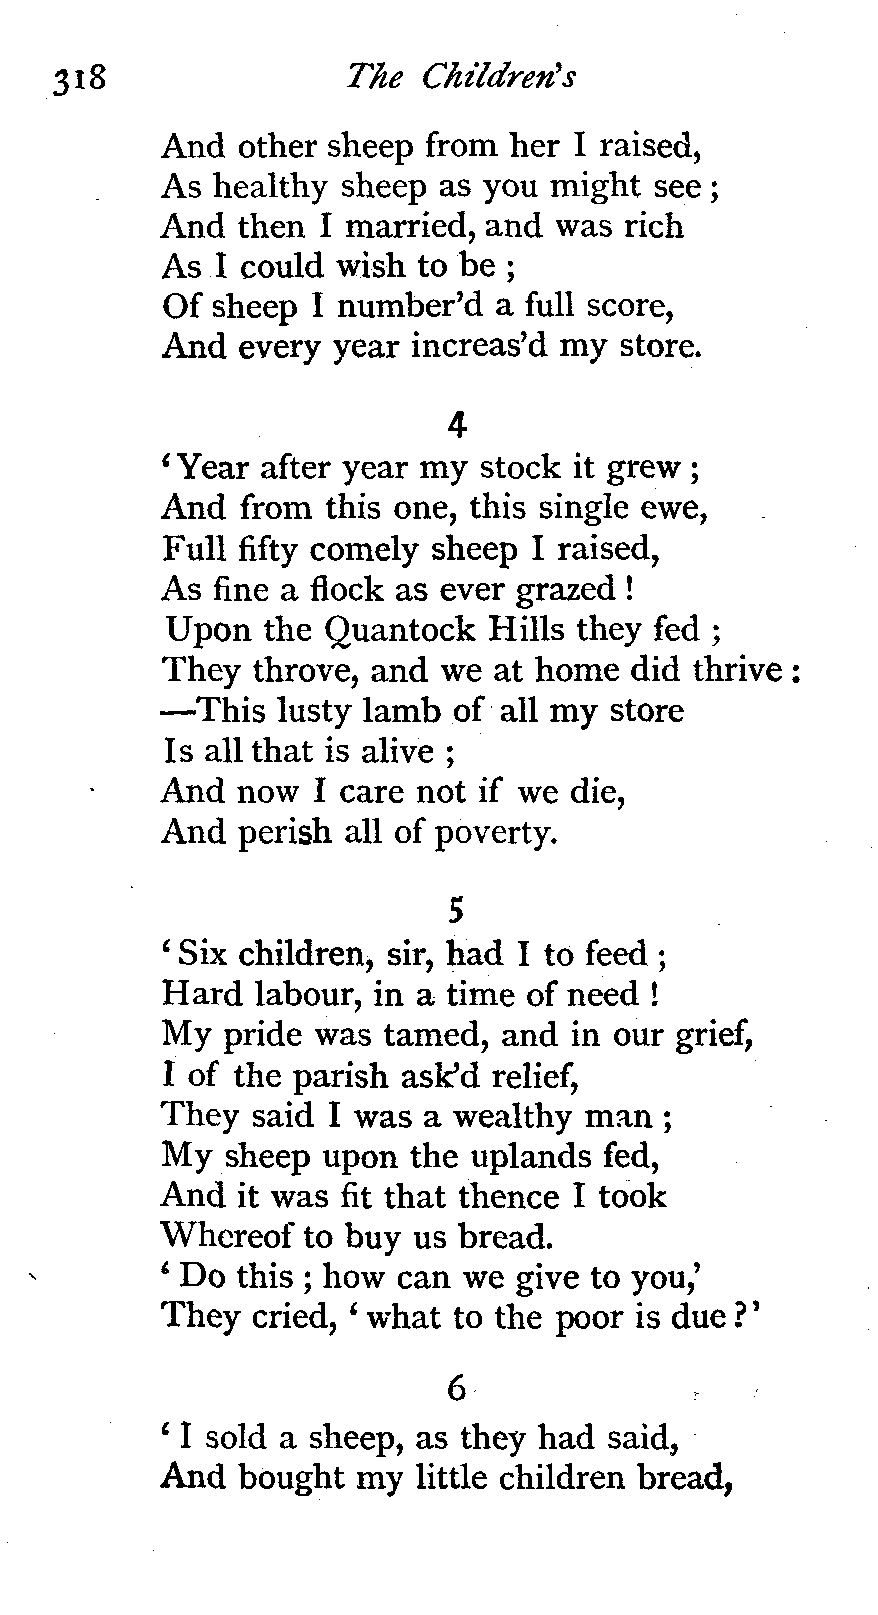 318 The Children's
And other sheep from her I raised,
As healthy sheep as you might see ;
And then I married, and was rich
As I could wish to be ;
Of sheep I number'd a full score,
And every year increas'd my store.
4
‘Year after year my stock it grew ;
And from this one, this single ewe,
Full fifty comely sheep I raised,
As fine a flock as ever grazed !
Upon the Quantock Hills they fed ;
They throve, and we at home did thrive :
—This lusty lamb of all my store
Is all that is alive ;
And now I care not if we die,
And perish all of poverty.
5
‘Six children, sir, had I to feed ;
Hard labour, in a time of need !
My pride was tamed, and in our grief,
I of the parish ask'd relief,
They said I was a wealthy man ;
My sheep upon the uplands fed,
And it was fit that thence I took
Whereof to buy us bread.
‘ Do this ; how can we give to you,’
They cried, ‘ what to the poor is due ?’
6
‘ I sold a sheep, as they had said,
And bought my little children bread,